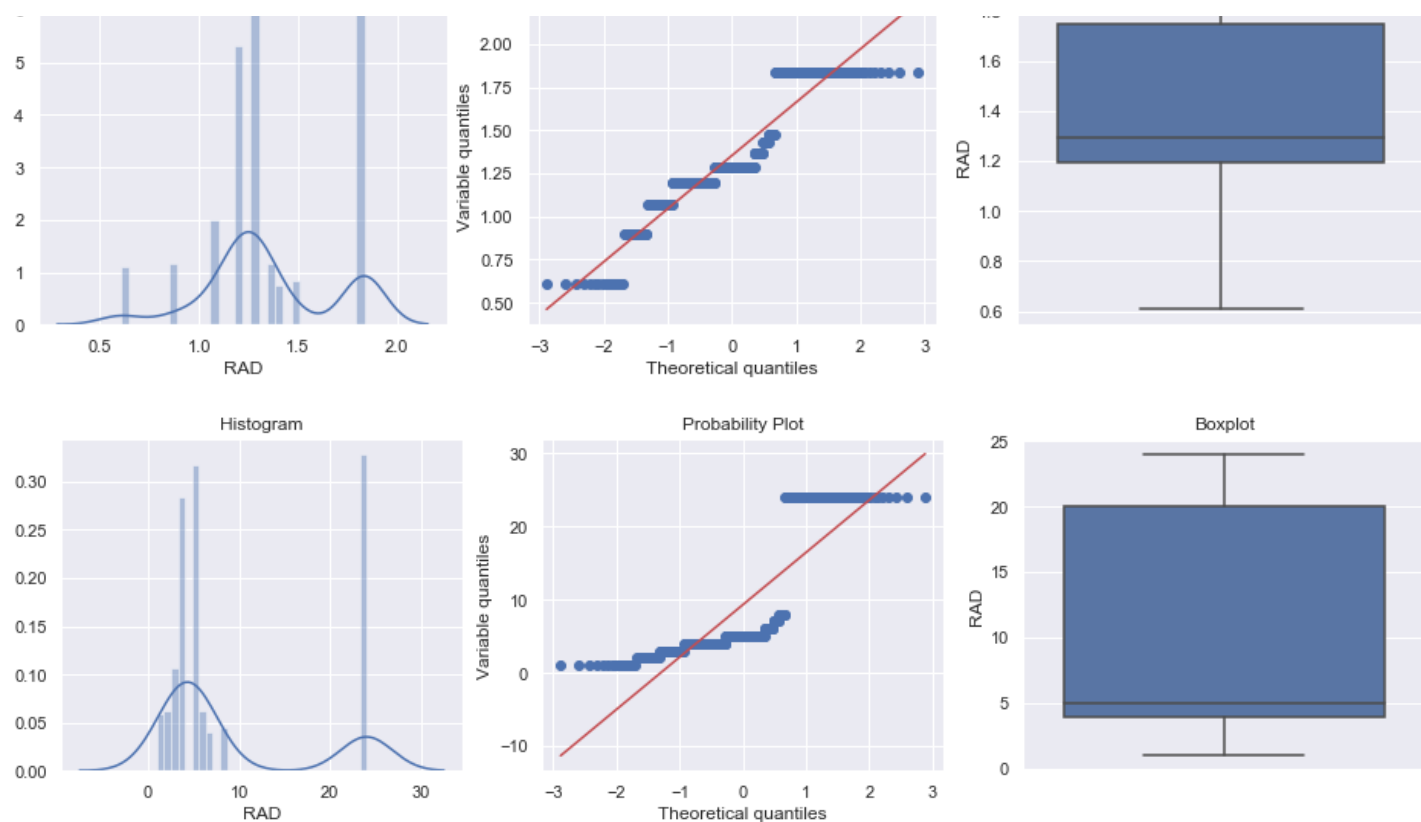 5
4
3
2
1
0
0.5 1.0 1.5 2.0
RAD
Variable quantiles
2.00
1.75
1.50
1.25
1.00
0.75
0.50
−3 −2 −1 0 1 2 3
Theoretical quantiles
RAD
1.6
1.4
1.2
1.0
0.8
0.6
Histogram
0.30
0.25
0.20
0.15
0.10
0.05
0.00
0 10 20 30
RAD
Probability Plot
Variable quantiles
30
20
10
0
−10
−3 −2 −1 0 1 2 3
Theoretical quantiles
Boxplot
RAD
25
20
15
10
5
0